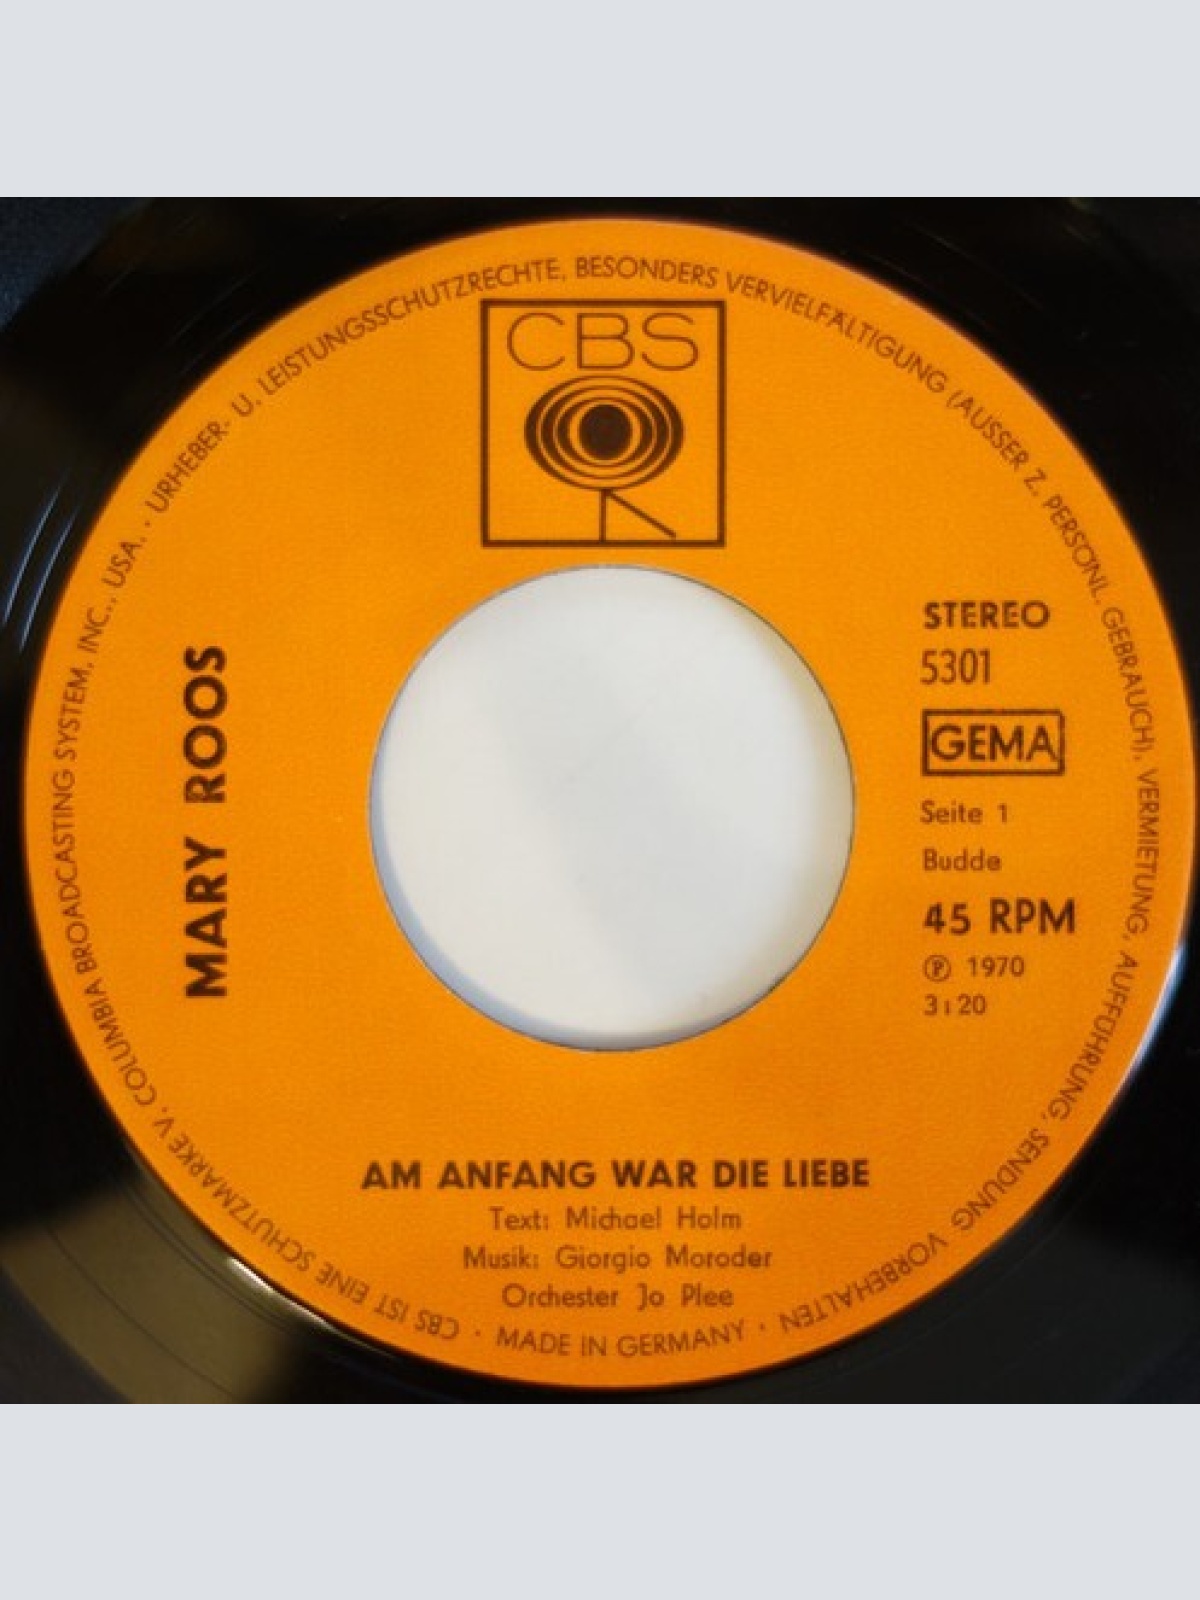 URHEBER- U. LEISTUNGSSCHUTZRECHTE, BESONDERS VERVIELFÄLTIGUNG (AUSSER Z. PERSÖNL. GEBRAUCH), VERMIETUNG, AUFFÜHRUNG, SENDUNG VORBEHALTEN ·
CBS
MARY ROOS
STEREO
5301
GEMA
Seite 1
Budde
45 RPM
℗ 1970
3:20
AM ANFANG WAR DIE LIEBE
Text: Michael Holm
Musik: Giorgio Moroder
Orchester Jo Plee
MADE IN GERMANY ·
CBS IST EINE SCHUTZMARKE V. COLUMBIA BROADCASTING SYSTEM, INC., USA. ·